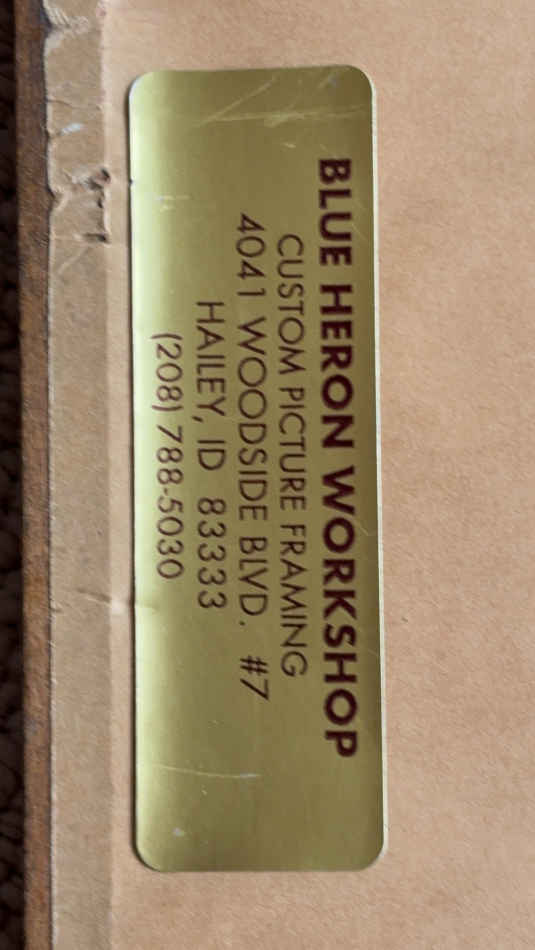 BLUE HERON WORKSHOP
CUSTOM PICTURE FRAMING
4041 WOODSIDE BLVD. #7
HAILEY, ID 83333
(208) 788-5030